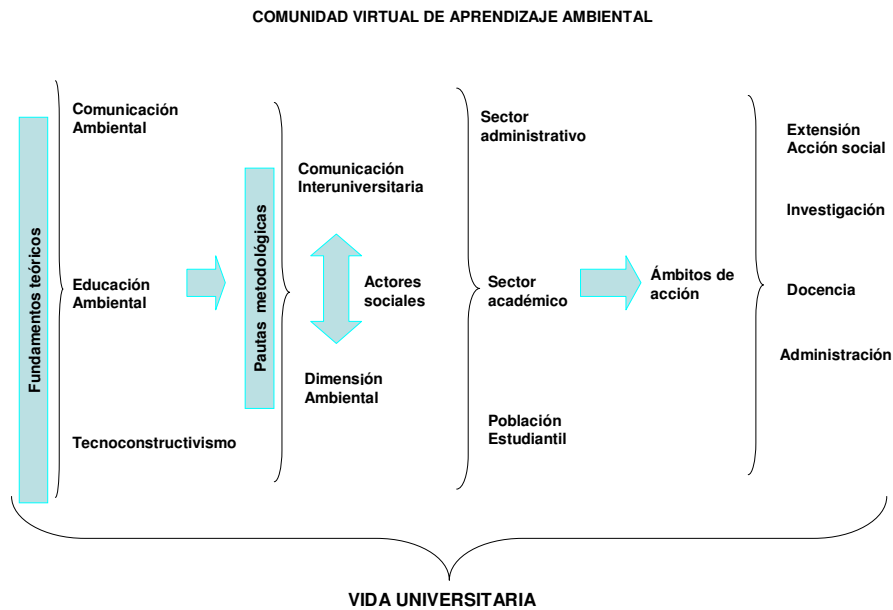 COMUNIDAD VIRTUAL DE APRENDIZAJE AMBIENTAL
Fundamentos teóricos
Comunicación
Ambiental
Educación
Ambiental
Tecnoconstructivismo
Pautas metodológicas
Comunicación
Interuniversitaria
Actores
sociales
Dimensión
Ambiental
Sector
administrativo
Sector
académico
Población
Estudiantil
Ámbitos de
acción
Extensión
Acción social
Investigación
Docencia
Administración
VIDA UNIVERSITARIA